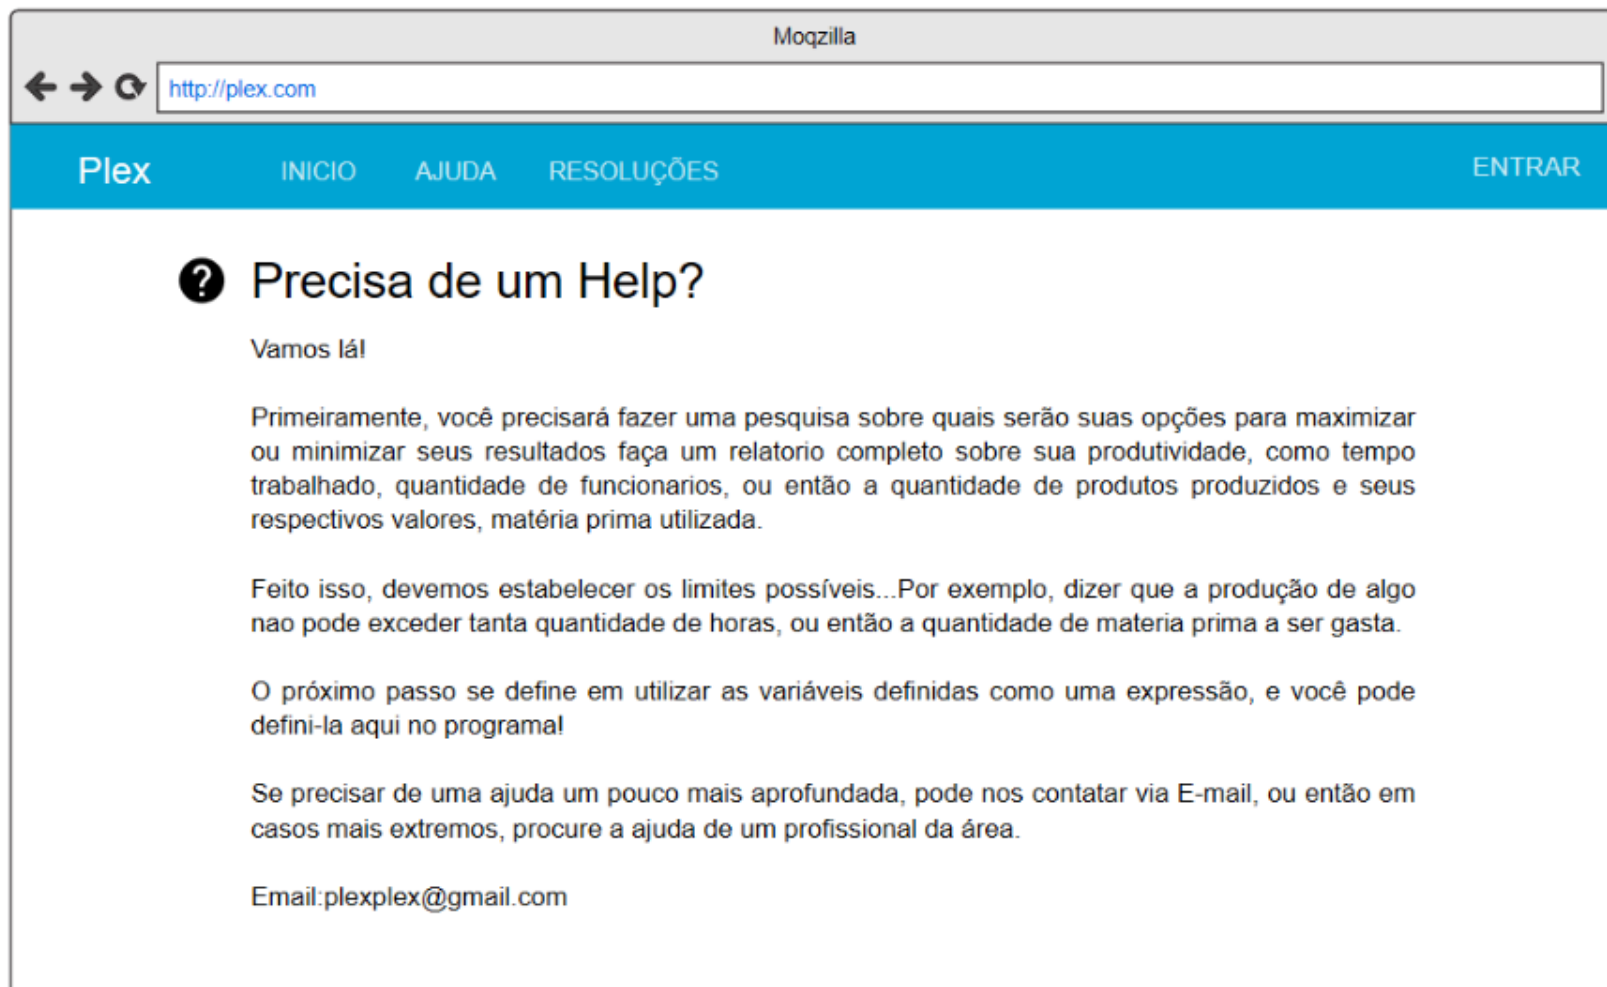 Moqzilla
http://plex.com
Plex INICIO AJUDA RESOLUÇÕES ENTRAR
Precisa de um Help?
Vamos lá!
Primeiramente, você precisará fazer uma pesquisa sobre quais serão suas opções para maximizar
ou minimizar seus resultados faça um relatorio completo sobre sua produtividade, como tempo
trabalhado, quantidade de funcionarios, ou então a quantidade de produtos produzidos e seus
respectivos valores, matéria prima utilizada.
Feito isso, devemos estabelecer os limites possíveis...Por exemplo, dizer que a produção de algo
nao pode exceder tanta quantidade de horas, ou então a quantidade de materia prima a ser gasta.
O próximo passo se define em utilizar as variáveis definidas como uma expressão, e você pode
defini-la aqui no programa!
Se precisar de uma ajuda um pouco mais aprofundada, pode nos contatar via E-mail, ou então em
casos mais extremos, procure a ajuda de um profissional da área.
Email:plexplex@gmail.com